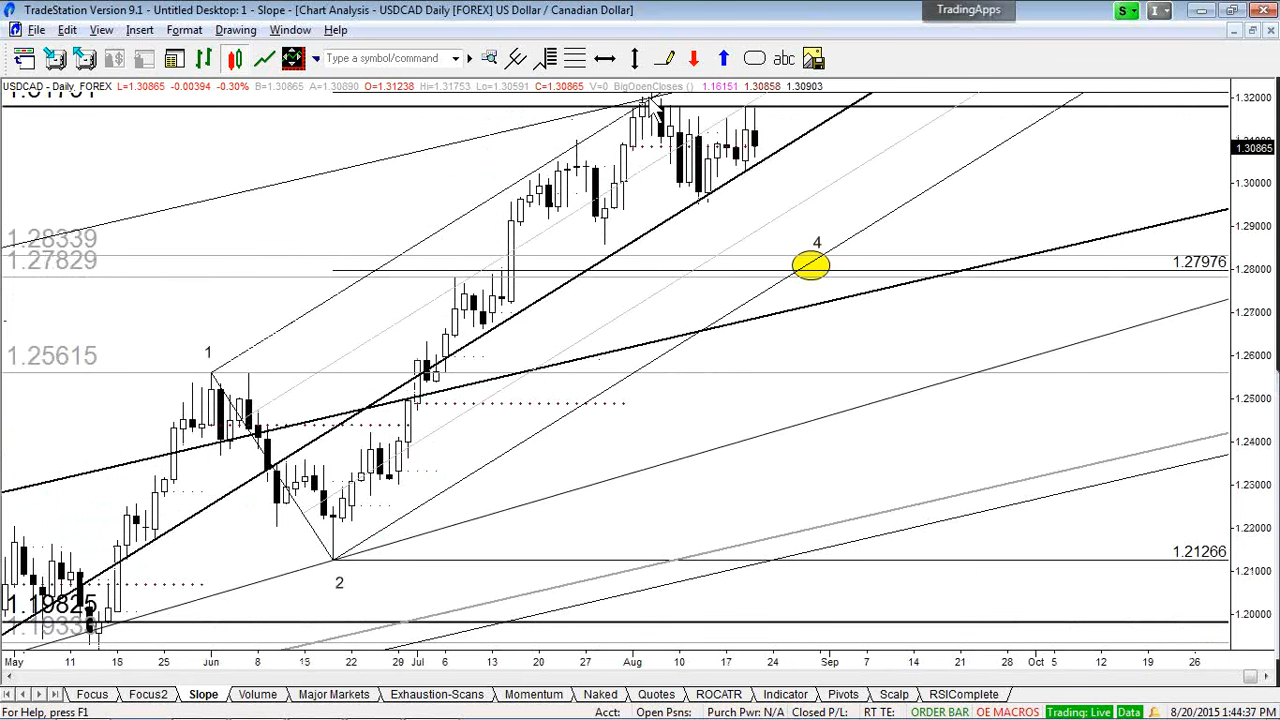 TradeStation Version 9.1 - Untitled Desktop: 1 - Slope - [Chart Analysis - USDCAD Daily [FOREX] US Dollar / Canadian Dollar]
TradingApps
S
I
File Edit View Insert Format Drawing Window Help
Type a symbol/command
abc
USDCAD - Daily, FOREX L=1.30865 -0.00394 -0.30% B=1.30865 A=1.30890 O=1.31238 Hi=1.31753 Lo=1.30591 C=1.30865 V=0 BigOpenCloses () 1.16151 1.30858 1.30903
1.32000
1.30865
1.30000
1.29000
1.28339
1.27829
4
1.27976
1.28000
1.27000
1.25615
1
1.26000
1.25000
1.24000
1.23000
1.22000
1.21266
2
1.21000
1.19825
1.20000
May 11 18 25 Jun 8 15 22 29 Jul 6 13 20 27 Aug 10 17 24 Sep 7 14 21 28 Oct 5 12 19 26
Focus Focus2 Slope Volume Major Markets Exhaustion-Scans Momentum Naked Quotes ROCATR Indicator Pivots Scalp RSIComplete
For Help, press F1 Acct: Open Psns: Purch Pwr: N/A Closed P/L: RT TE: ORDER BAR OE MACROS Trading: Live Data 8/20/2015 1:44:37 PM